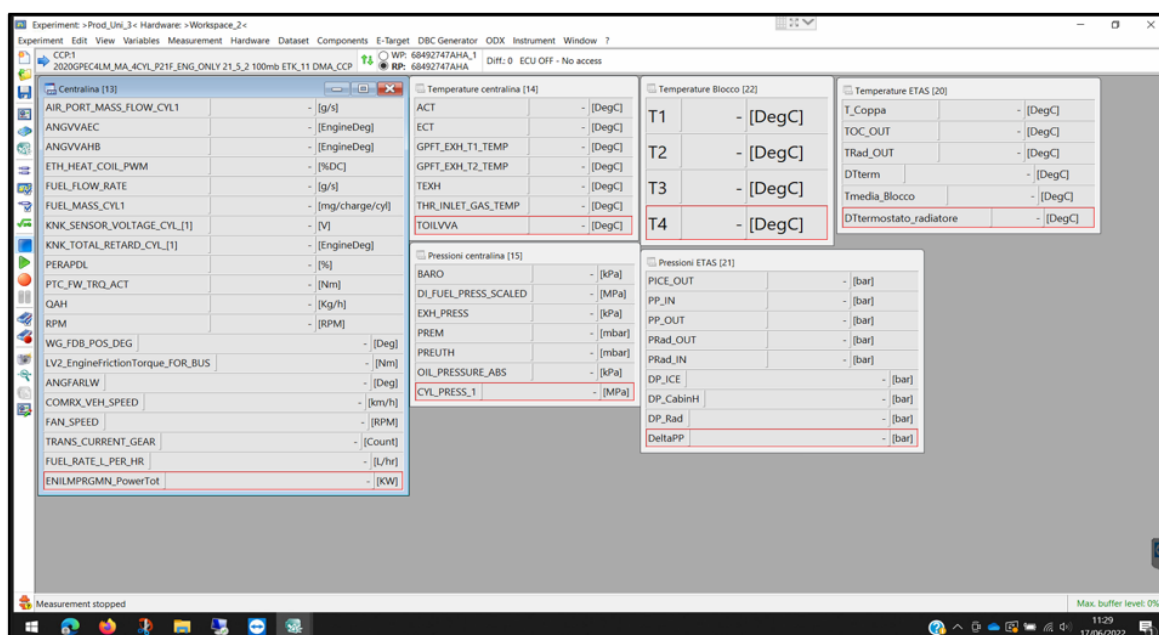 Experiment: >Prod_Uni_3< Hardware: >Workspace_2<
Experiment Edit View Variables Measurement Hardware Dataset Components E-Target DBC Generator ODX Instrument Window ?
CCP:1
2020GPEC4LM_MA_4CYL_P21F_ENG_ONLY 21_5_2 100mb ETK_11 DMA_CCP
WP: 68492747AHA_1
RP: 68492747AHA
Diff.: 0 ECU OFF - No access
Centralina [13]
AIR_PORT_MASS_FLOW_CYL1 - [g/s]
ANGVVAEC - [EngineDeg]
ANGVVAHB - [EngineDeg]
ETH_HEAT_COIL_PWM - [%DC]
FUEL_FLOW_RATE - [g/s]
FUEL_MASS_CYL1 - [mg/charge/cyl]
KNK_SENSOR_VOLTAGE_CYL_[1] - [V]
KNK_TOTAL_RETARD_CYL_[1] - [EngineDeg]
PERAPDL - [%]
PTC_FW_TRQ_ACT - [Nm]
QAH - [Kg/h]
RPM - [RPM]
WG_FDB_POS_DEG - [Deg]
LV2_EngineFrictionTorque_FOR_BUS - [Nm]
ANGFARLW - [Deg]
COMRX_VEH_SPEED - [km/h]
FAN_SPEED - [RPM]
TRANS_CURRENT_GEAR - [Count]
FUEL_RATE_L_PER_HR - [L/hr]
ENILMPRGMN_PowerTot - [KW]
Temperature centralina [14]
ACT - [DegC]
ECT - [DegC]
GPFT_EXH_T1_TEMP - [DegC]
GPFT_EXH_T2_TEMP - [DegC]
TEXH - [DegC]
THR_INLET_GAS_TEMP - [DegC]
TOILVVA - [DegC]
Pressioni centralina [15]
BARO - [kPa]
DI_FUEL_PRESS_SCALED - [MPa]
EXH_PRESS - [kPa]
PREM - [mbar]
PREUTH - [mbar]
OIL_PRESSURE_ABS - [kPa]
CYL_PRESS_1 - [MPa]
Temperature Blocco [22]
T1 - [DegC]
T2 - [DegC]
T3 - [DegC]
T4 - [DegC]
Temperature ETAS [20]
T_Coppa - [DegC]
TOC_OUT - [DegC]
TRad_OUT - [DegC]
DTterm - [DegC]
Tmedia_Blocco - [DegC]
DTtermostato_radiatore - [DegC]
Pressioni ETAS [21]
PICE_OUT - [bar]
PP_IN - [bar]
PP_OUT - [bar]
PRad_OUT - [bar]
PRad_IN - [bar]
DP_ICE - [bar]
DP_CabinH - [bar]
DP_Rad - [bar]
DeltaPP - [bar]
Measurement stopped
Max. buffer level: 0%
11:29
17/06/2022